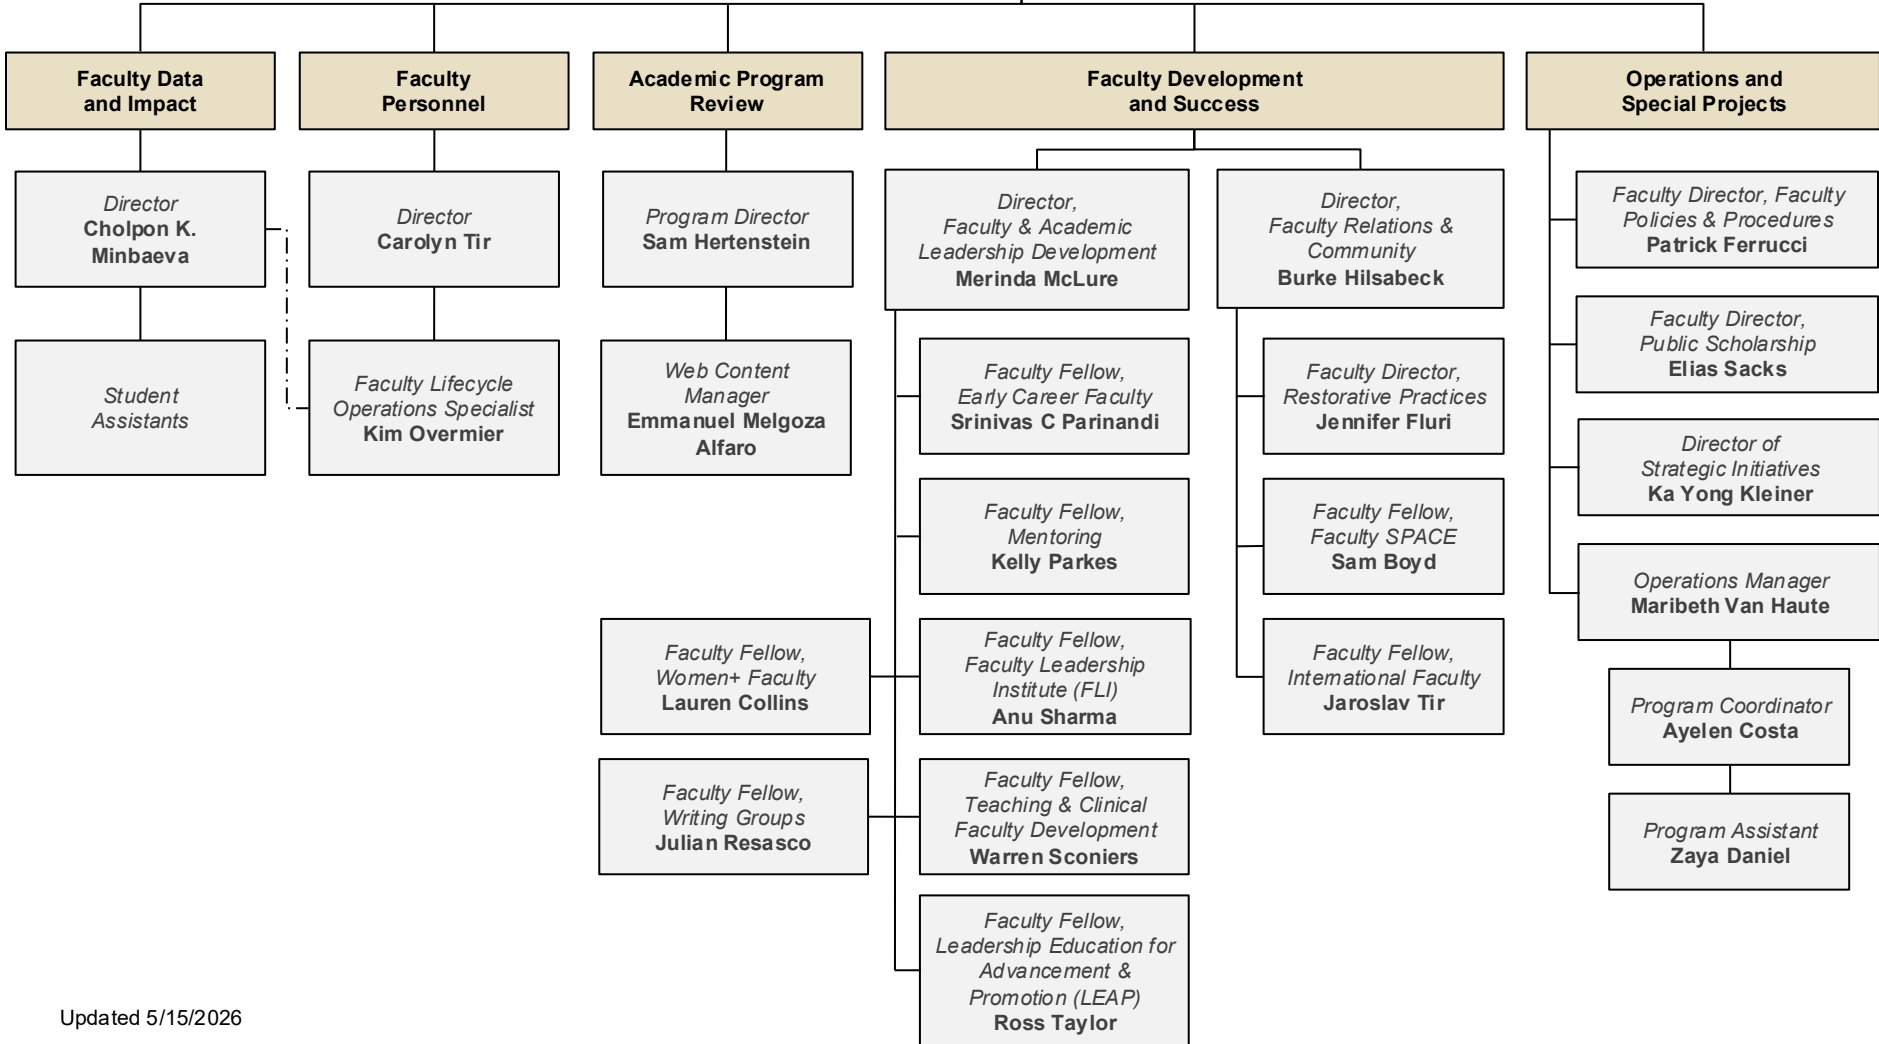 Faculty Data
and Impact
Faculty
Personnel
Academic Program
Review
Faculty Development
and Success
Operations and
Special Projects
Director
Cholpon K.
Minbaeva
Student
Assistants
Director
Carolyn Tir
Faculty Lifecycle
Operations Specialist
Kim Overmier
Program Director
Sam Hertenstein
Web Content
Manager
Emmanuel Melgoza
Alfaro
Director,
Faculty & Academic
Leadership Development
Merinda McLure
Faculty Fellow,
Early Career Faculty
Srinivas C Parinandi
Faculty Fellow,
Mentoring
Kelly Parkes
Faculty Fellow,
Women+ Faculty
Lauren Collins
Faculty Fellow,
Faculty Leadership
Institute (FLI)
Anu Sharma
Faculty Fellow,
Writing Groups
Julian Resasco
Faculty Fellow,
Teaching & Clinical
Faculty Development
Warren Sconiers
Faculty Fellow,
Leadership Education for
Advancement &
Promotion (LEAP)
Ross Taylor
Director,
Faculty Relations &
Community
Burke Hilsabeck
Faculty Director,
Restorative Practices
Jennifer Fluri
Faculty Fellow,
Faculty SPACE
Sam Boyd
Faculty Fellow,
International Faculty
Jaroslav Tir
Faculty Director, Faculty
Policies & Procedures
Patrick Ferrucci
Faculty Director,
Public Scholarship
Elias Sacks
Director of
Strategic Initiatives
Ka Yong Kleiner
Operations Manager
Maribeth Van Haute
Program Coordinator
Ayelen Costa
Program Assistant
Zaya Daniel
Updated 5/15/2026